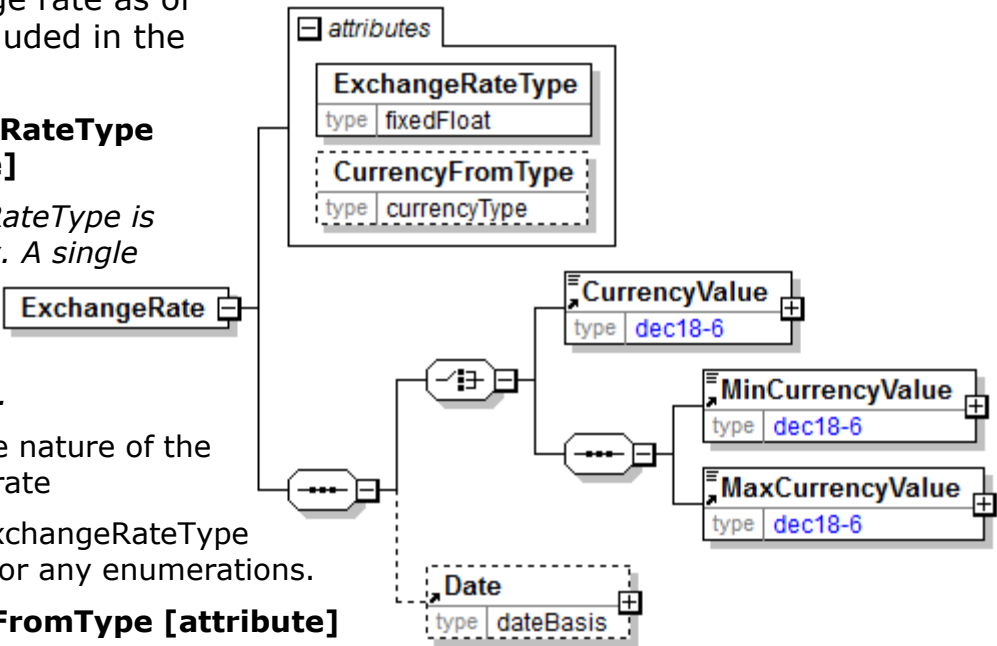 ge rate as of
uded in the
RateType
e]
RateType is
. A single
e nature of the
rate
xchangeRateType
or any enumerations.
FromType [attribute]
attributes
ExchangeRateType
type fixedFloat
CurrencyFromType
type currencyType
ExchangeRate
CurrencyValue
type dec18-6
MinCurrencyValue
type dec18-6
MaxCurrencyValue
type dec18-6
Date
type dateBasis